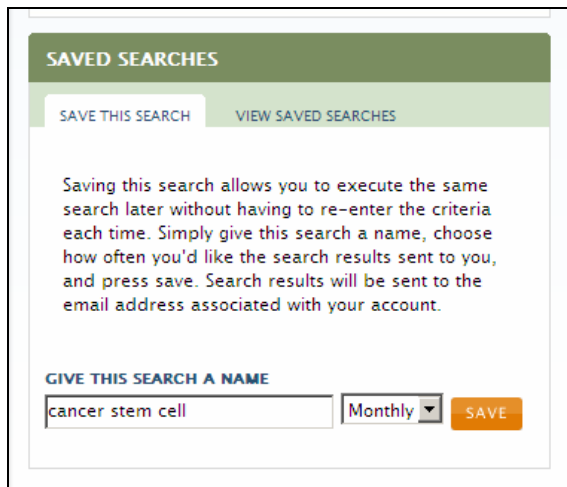 SAVED SEARCHES
SAVE THIS SEARCH VIEW SAVED SEARCHES
Saving this search allows you to execute the same
search later without having to re-enter the criteria
each time. Simply give this search a name, choose
how often you'd like the search results sent to you,
and press save. Search results will be sent to the
email address associated with your account.
GIVE THIS SEARCH A NAME
cancer stem cell Monthly SAVE